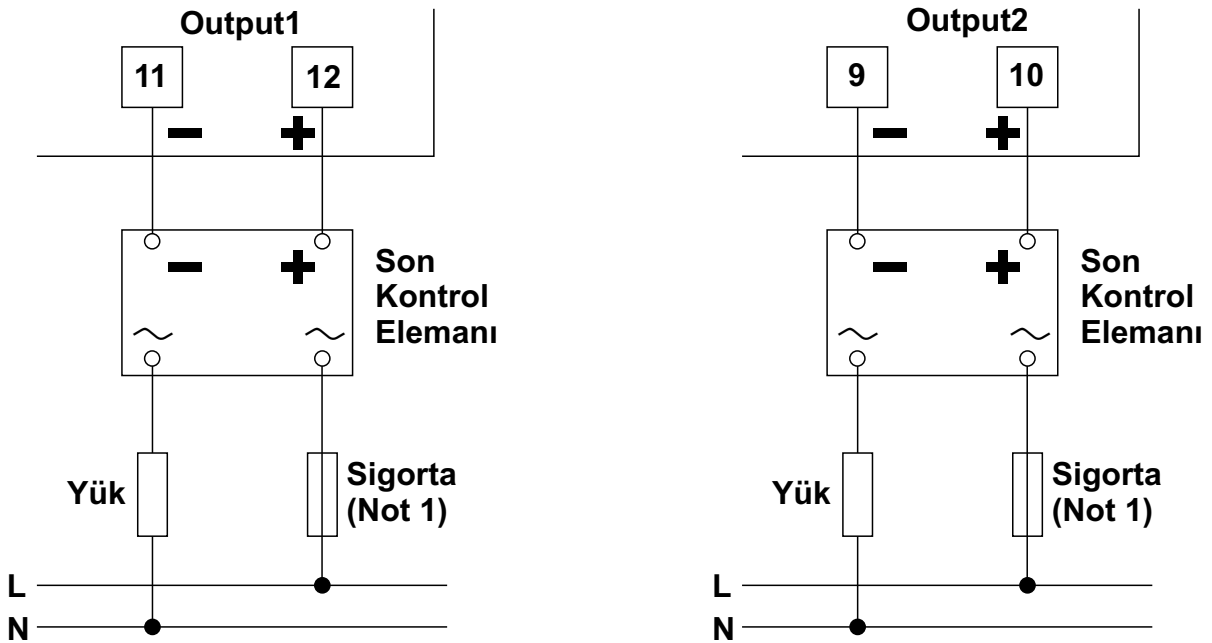 Output1
11
12
− +
Son
Kontrol
Elemanı
− +
~ ~
Yük
Sigorta
(Not 1)
L
N
Output2
9
10
− +
Son
Kontrol
Elemanı
− +
~ ~
Yük
Sigorta
(Not 1)
L
N